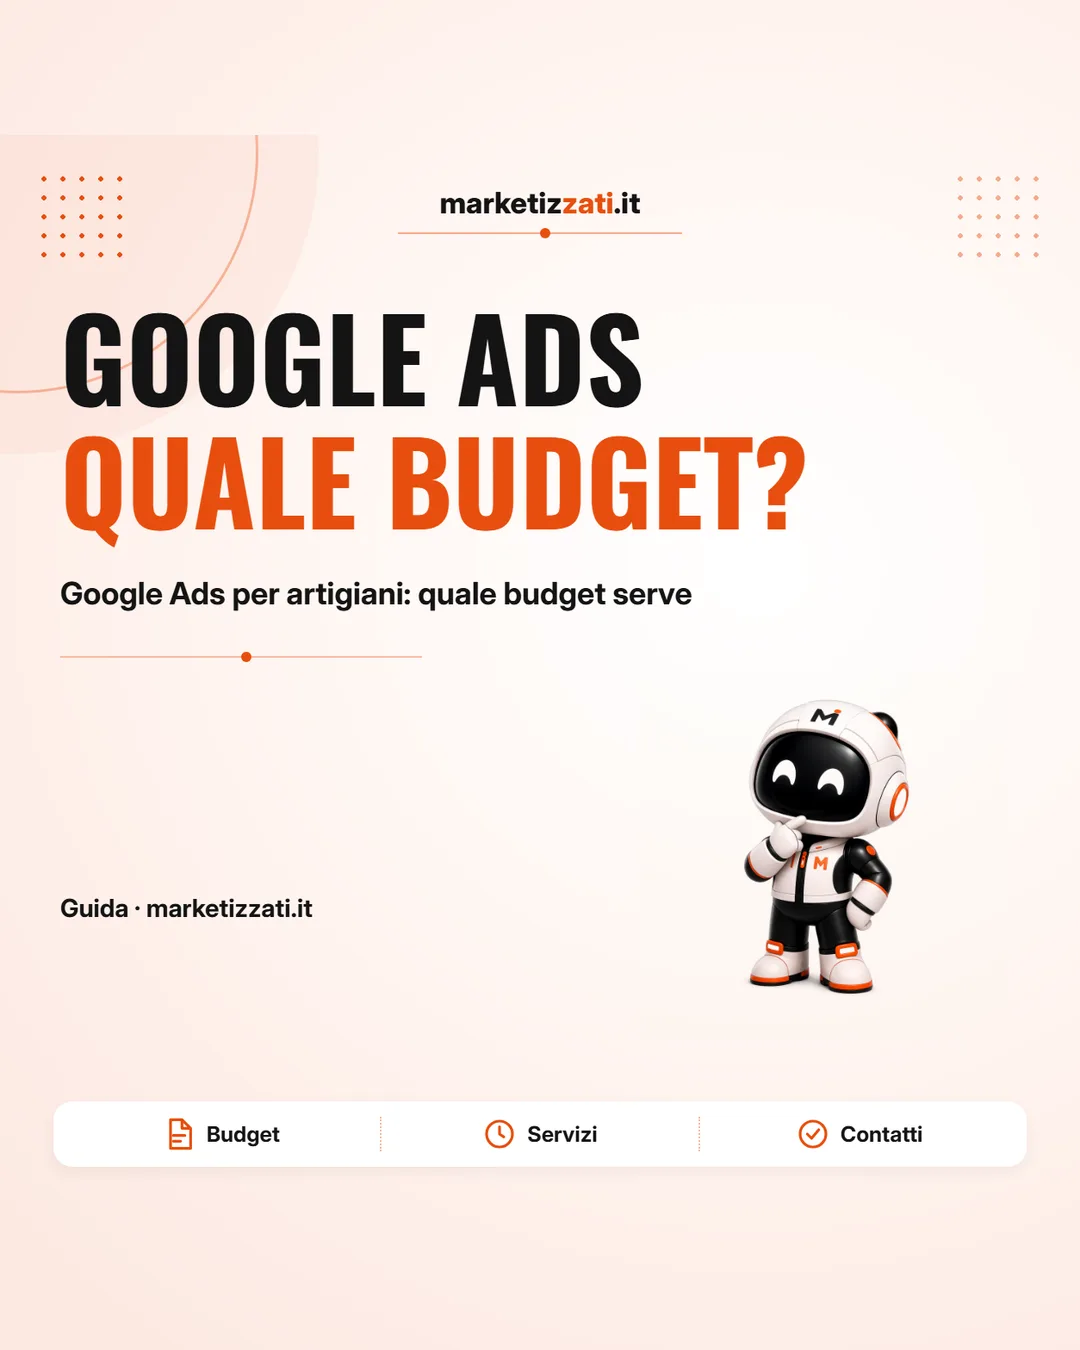 marketizzati.it
GOOGLE ADS
QUALE BUDGET?
Google Ads per artigiani: quale budget serve
M
M
Guida · marketizzati.it
Budget
Servizi
Contatti